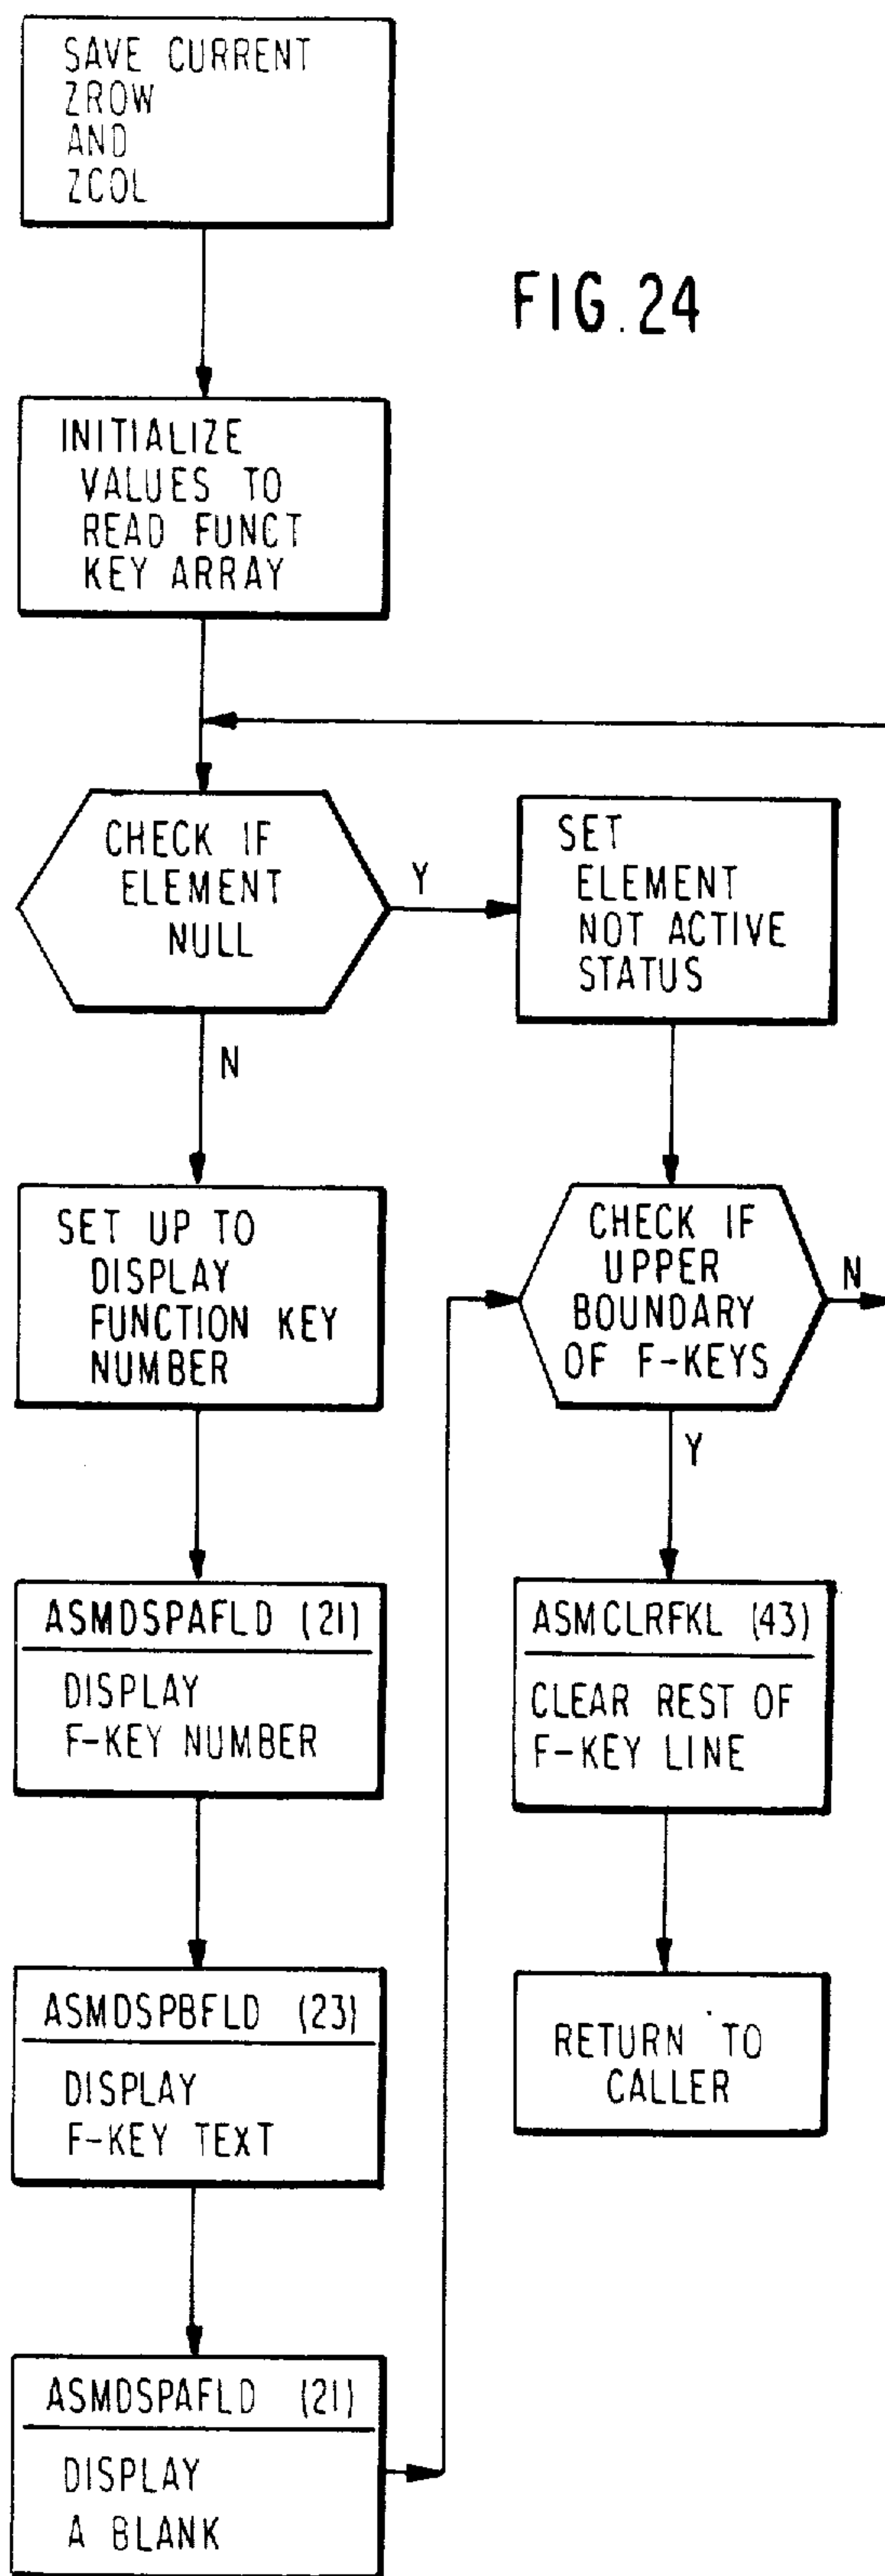 SAVE CURRENT
ZROW
AND
ZCOL
FIG.24
INITIALIZE
VALUES TO
READ FUNCT
KEY ARRAY
CHECK IF
ELEMENT
NULL
Y
SET
ELEMENT
NOT ACTIVE
STATUS
N
SET UP TO
DISPLAY
FUNCTION KEY
NUMBER
CHECK IF
UPPER
BOUNDARY
OF F-KEYS
N
Y
ASMDSPAFLD (21)
DISPLAY
F-KEY NUMBER
ASMCLRFKL (43)
CLEAR REST OF
F-KEY LINE
ASMDSPBFLD (23)
DISPLAY
F-KEY TEXT
RETURN TO
CALLER
ASMDSPAFLD (21)
DISPLAY
A BLANK